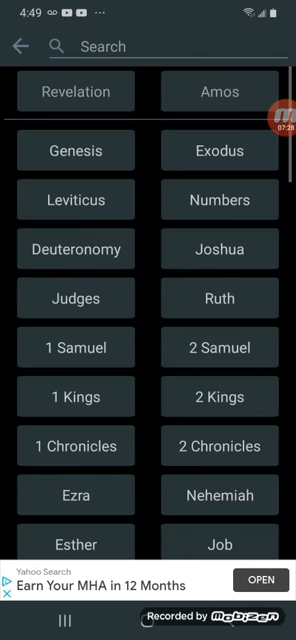 4:49
Search
Revelation Amos
07:28
Genesis Exodus
Leviticus Numbers
Deuteronomy Joshua
Judges Ruth
1 Samuel 2 Samuel
1 Kings 2 Kings
1 Chronicles 2 Chronicles
Ezra Nehemiah
Esther Job
Yahoo Search
Earn Your MHA in 12 Months
OPEN
Recorded by Mobizen